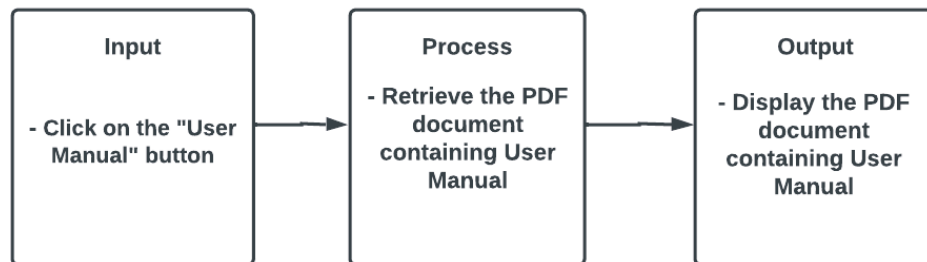 Input
- Click on the "User
Manual" button
Process
- Retrieve the PDF
document
containing User
Manual
Output
- Display the PDF
document
containing User
Manual